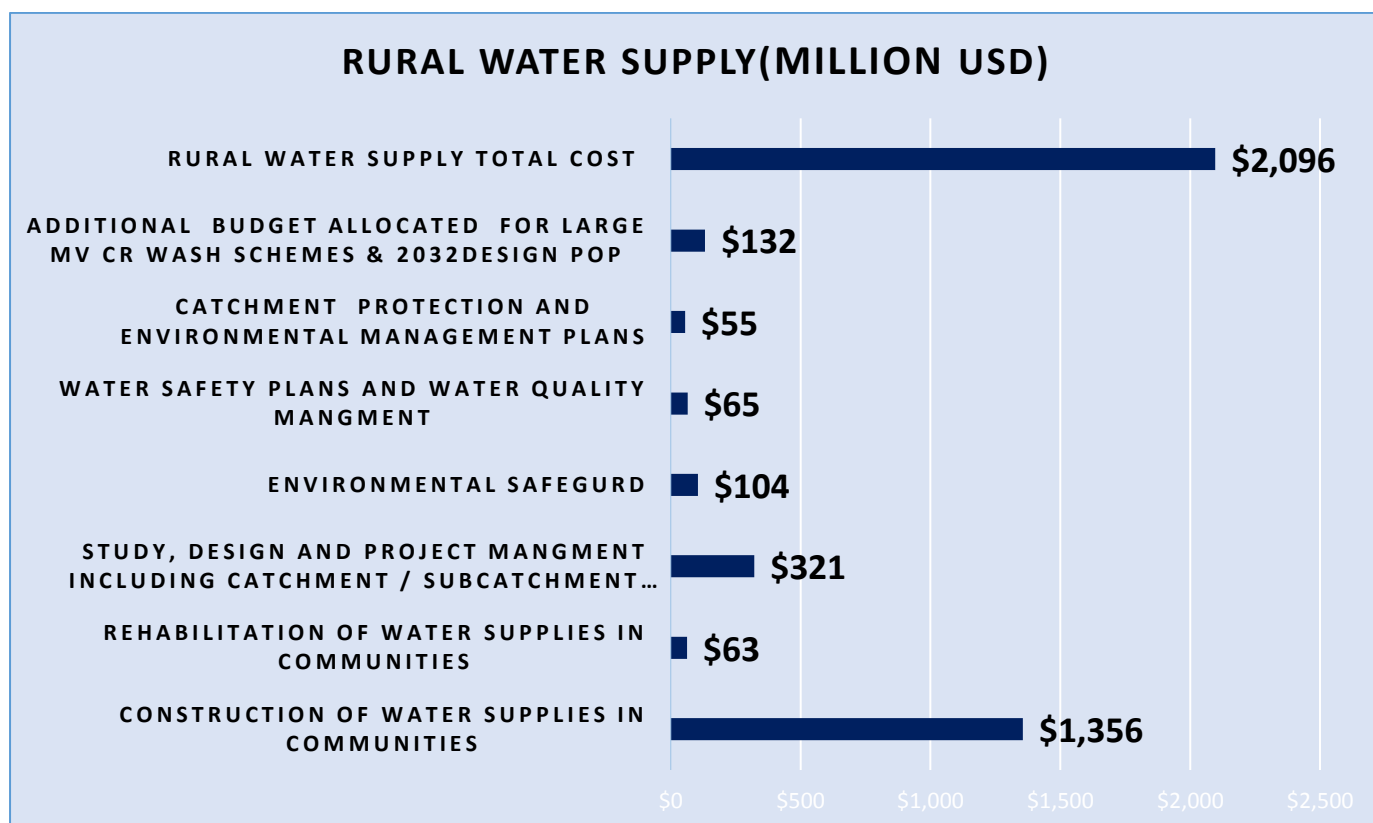 RURAL WATER SUPPLY(MILLION USD)
RURAL WATER SUPPLY TOTAL COST
$2,096
ADDITIONAL BUDGET ALLOCATED FOR LARGE
MV CR WASH SCHEMES & 2032DESIGN POP
$132
CATCHMENT PROTECTION AND
ENVIRONMENTAL MANAGEMENT PLANS
$55
WATER SAFETY PLANS AND WATER QUALITY
MANGMENT
$65
ENVIRONMENTAL SAFEGURD
$104
STUDY, DESIGN AND PROJECT MANGMENT
INCLUDING CATCHMENT / SUBCATCHMENT…
$321
REHABILITATION OF WATER SUPPLIES IN
COMMUNITIES
$63
CONSTRUCTION OF WATER SUPPLIES IN
COMMUNITIES
$1,356
$0 $500 $1,000 $1,500 $2,000 $2,500